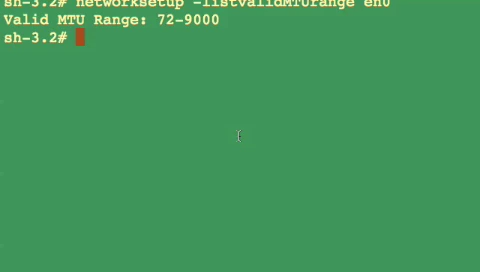 sh-3.2# networksetup -listvalidMTUrange en0
Valid MTU Range: 72-9000
sh-3.2#